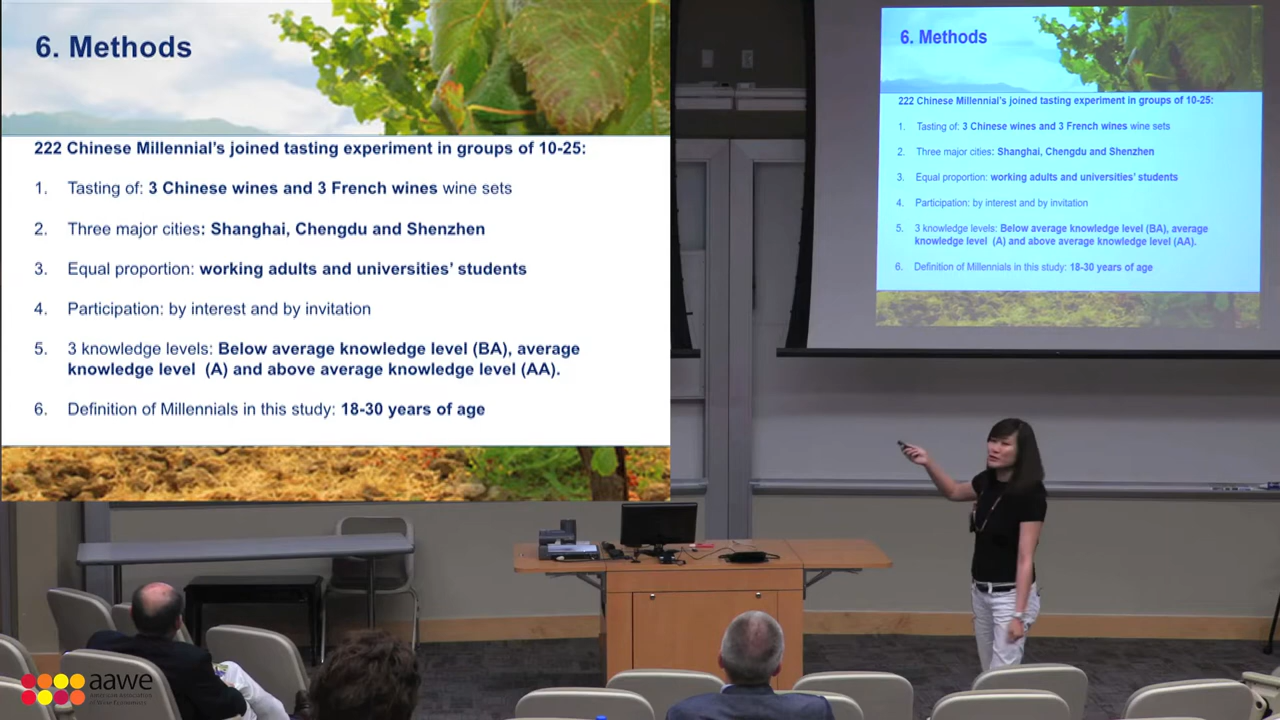 6. Methods
222 Chinese Millennial's joined tasting experiment in groups of 10-25:
1. Tasting of: 3 Chinese wines and 3 French wines wine sets
2. Three major cities: Shanghai, Chengdu and Shenzhen
3. Equal proportion: working adults and universities' students
4. Participation: by interest and by invitation
5. 3 knowledge levels: Below average knowledge level (BA), average
knowledge level (A) and above average knowledge level (AA).
6. Definition of Millennials in this study: 18-30 years of age
6. Methods
222 Chinese Millennial's joined tasting experiment in groups of 10-25:
1. Tasting of: 3 Chinese wines and 3 French wines wine sets
2. Three major cities: Shanghai, Chengdu and Shenzhen
3. Equal proportion: working adults and universities' students
4. Participation: by interest and by invitation
5. 3 knowledge levels: Below average knowledge level (BA), average
knowledge level (A) and above average knowledge level (AA).
6. Definition of Millennials in this study: 18-30 years of age
aawe
American Association
of Wine Economists